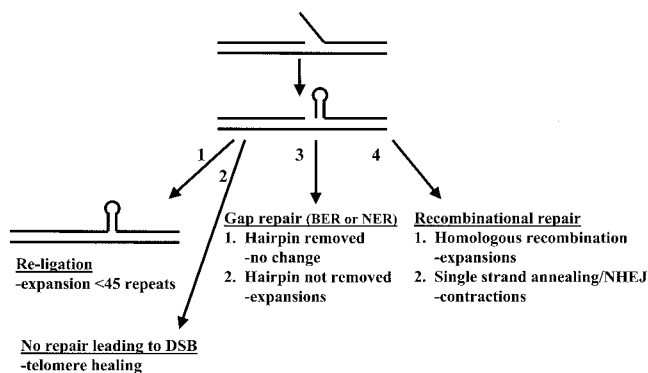 1
2
3
4
Re-ligation
-expansion <45 repeats
No repair leading to DSB
-telomere healing
Gap repair (BER or NER)
1. Hairpin removed
-no change
2. Hairpin not removed
-expansions
Recombinational repair
1. Homologous recombination
-expansions
2. Single strand annealing/NHEJ
-contractions